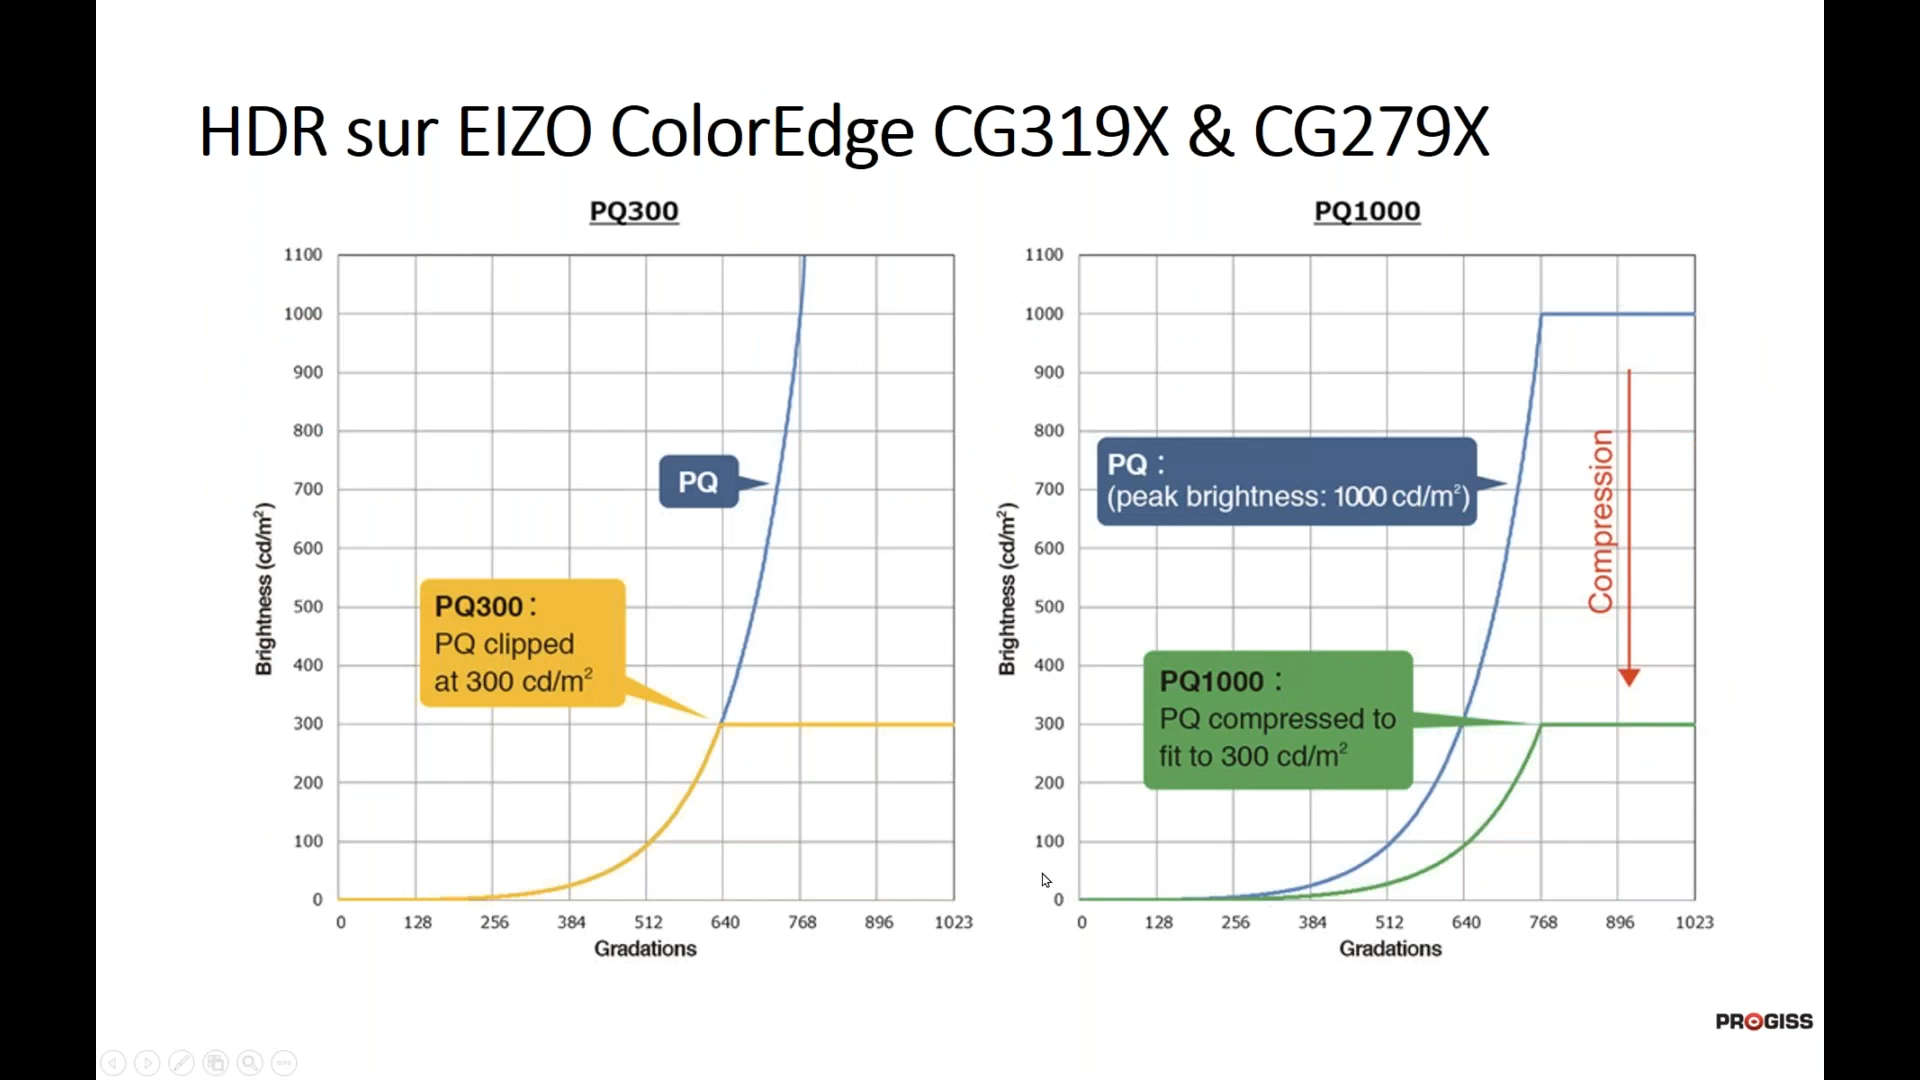 HDR sur EIZO ColorEdge CG319X & CG279X
PQ300
1100
1000
900
800
700
600
500
400
300
200
100
0
Brightness (cd/m²)
PQ
PQ300 :
PQ clipped
at 300 cd/m²
0 128 256 384 512 640 768 896 1023
Gradations
PQ1000
1100
1000
900
800
700
600
500
400
300
200
100
0
Brightness (cd/m²)
PQ :
(peak brightness: 1000 cd/m²)
Compression
PQ1000 :
PQ compressed to
fit to 300 cd/m²
0 128 256 384 512 640 768 896 1023
Gradations
PROGISS